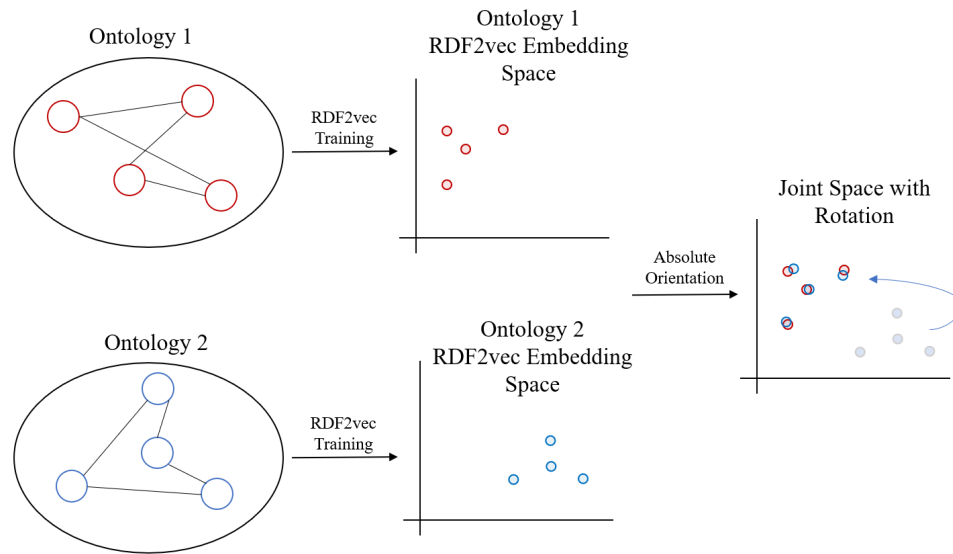 Ontology 1
RDF2vec
Training
Ontology 1
RDF2vec Embedding
Space
Absolute
Orientation
Joint Space with
Rotation
Ontology 2
RDF2vec
Training
Ontology 2
RDF2vec Embedding
Space